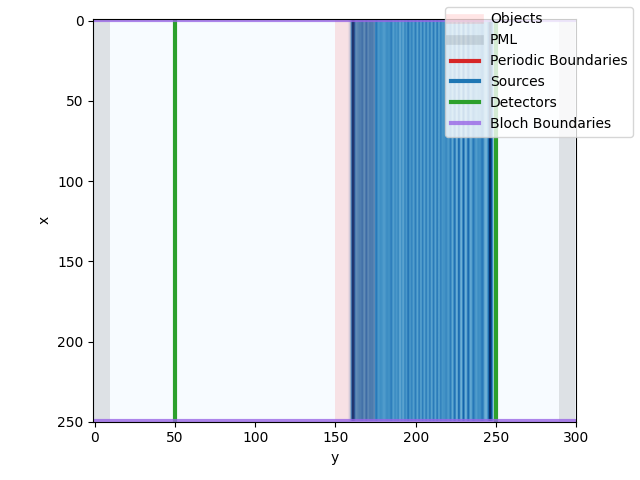 Objects
PML
Periodic Boundaries
Sources
Detectors
Bloch Boundaries
0
50
100
150
200
250
x
0
50
100
150
200
250
300
y